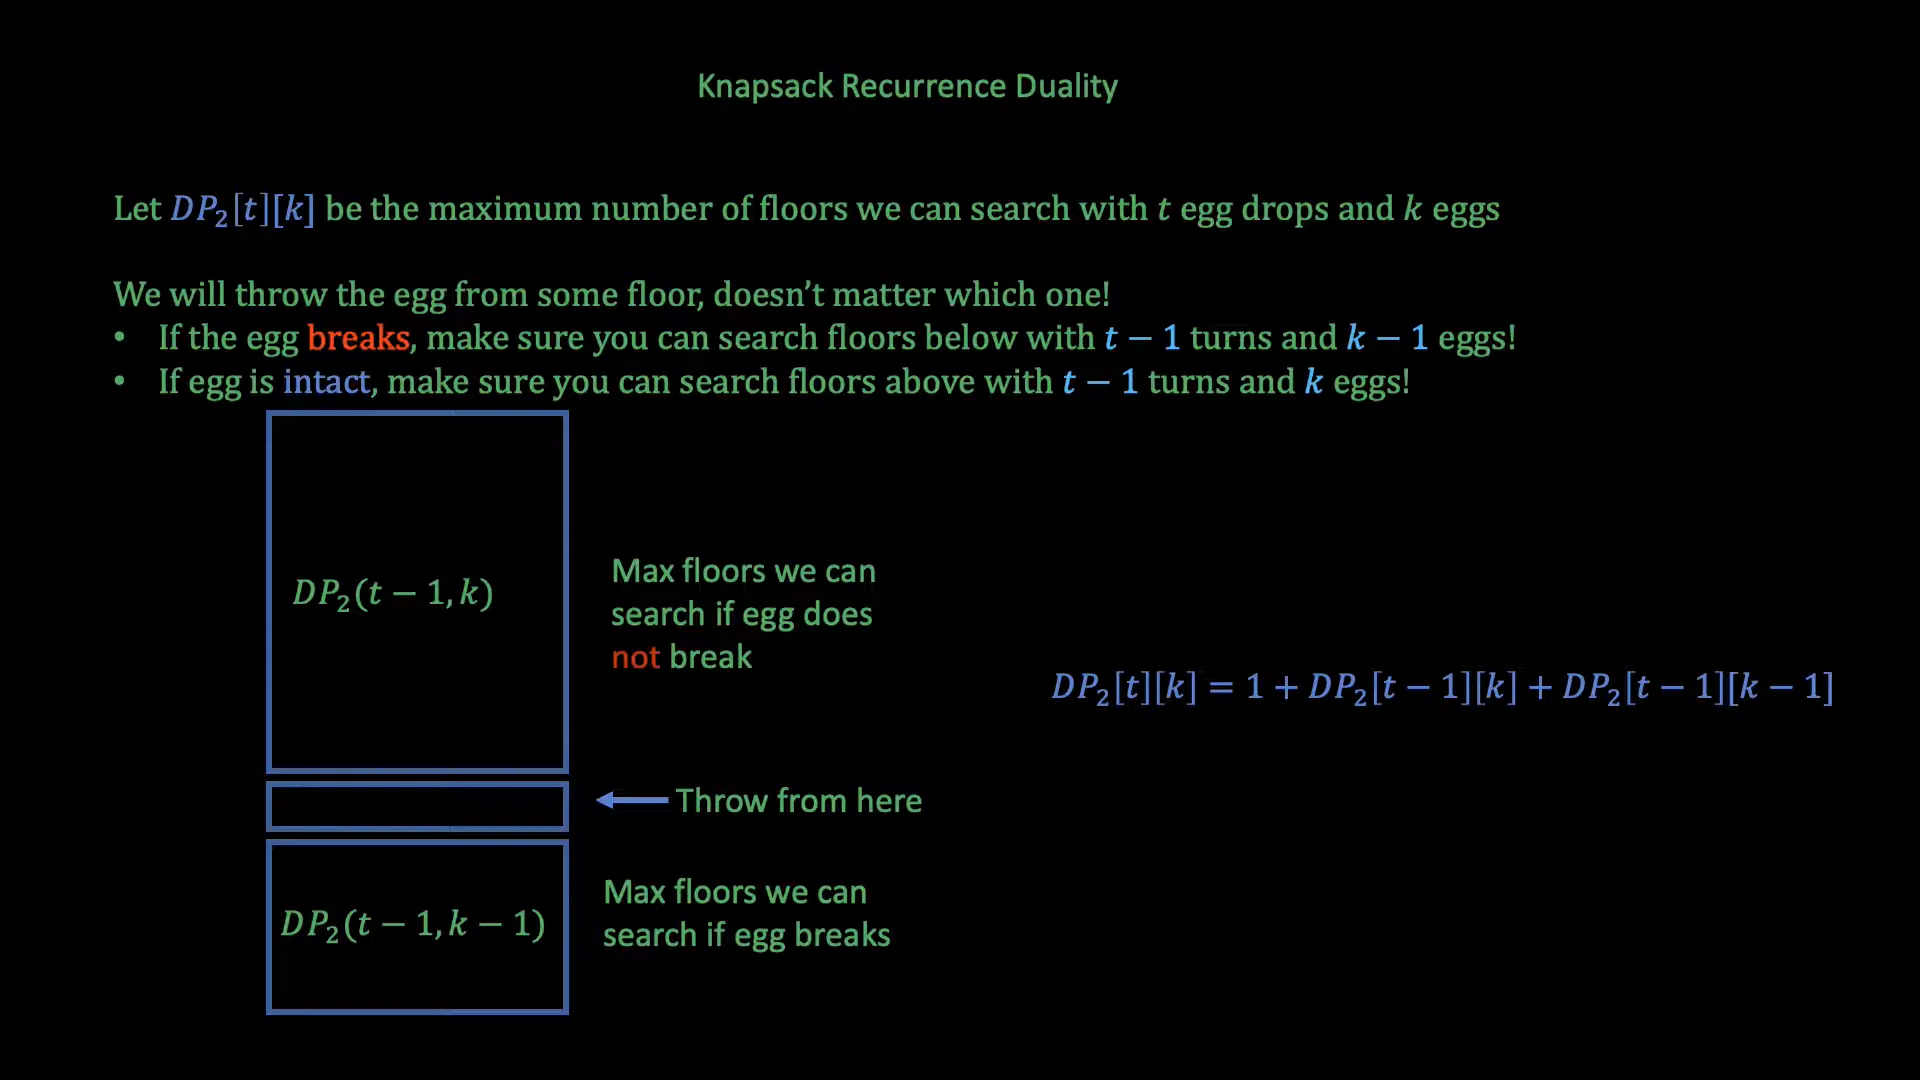 Knapsack Recurrence Duality
Let DP₂[t][k] be the maximum number of floors we can search with t egg drops and k eggs
We will throw the egg from some floor, doesn’t matter which one!
• If the egg breaks, make sure you can search floors below with t − 1 turns and k − 1 eggs!
• If egg is intact, make sure you can search floors above with t − 1 turns and k eggs!
DP₂(t − 1, k)
Max floors we can
search if egg does
not break
DP₂[t][k] = 1 + DP₂[t − 1][k] + DP₂[t − 1][k − 1]
Throw from here
DP₂(t − 1, k − 1)
Max floors we can
search if egg breaks